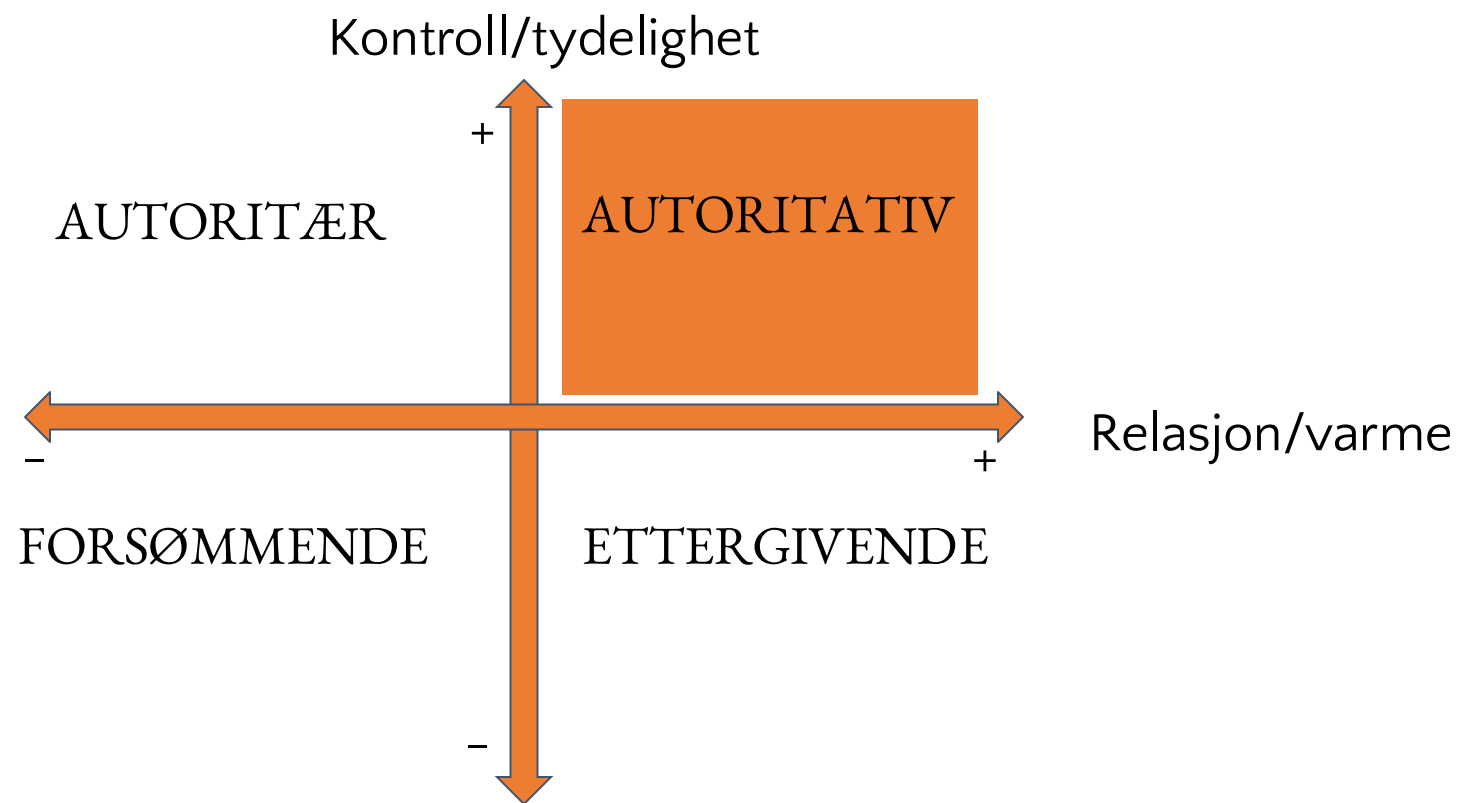 Kontroll/tydelighet
+
AUTORITÆR
AUTORITATIV
Relasjon/varme
–
+
FORSØMMENDE
ETTERGIVENDE
–